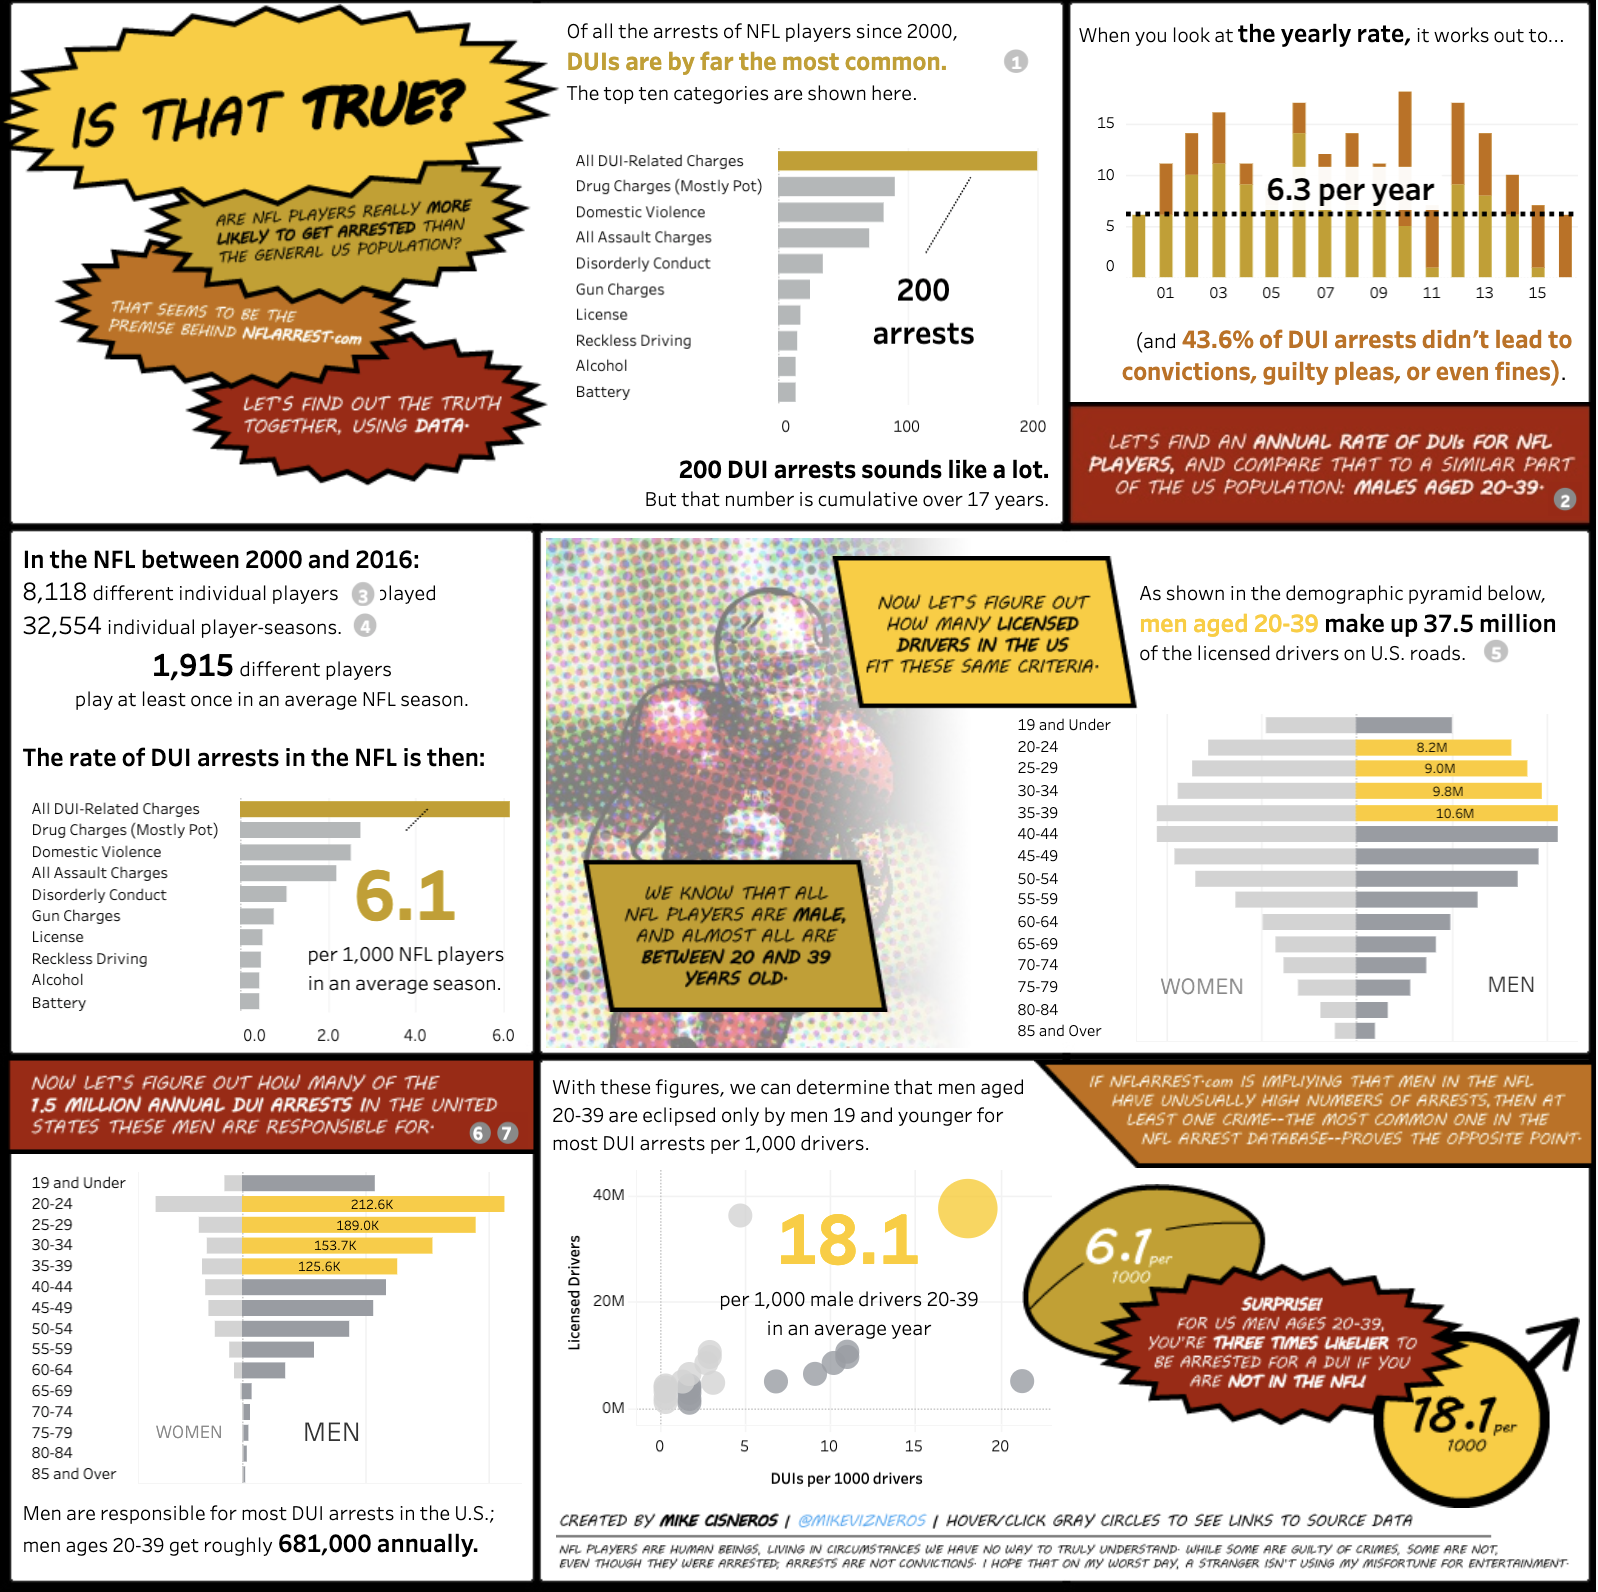 IS THAT TRUE?
ARE NFL PLAYERS REALLY MORE
LIKELY TO GET ARRESTED THAN
THE GENERAL US POPULATION?
THAT SEEMS TO BE THE
PREMISE BEHIND NFLARREST.com
LET'S FIND OUT THE TRUTH
TOGETHER, USING DATA.
Of all the arrests of NFL players since 2000,
DUIs are by far the most common. 1
The top ten categories are shown here.
All DUI-Related Charges
Drug Charges (Mostly Pot)
Domestic Violence
All Assault Charges
Disorderly Conduct
Gun Charges
License
Reckless Driving
Alcohol
Battery
200
arrests
0 100 200
200 DUI arrests sounds like a lot.
But that number is cumulative over 17 years.
When you look at the yearly rate, it works out to...
15
10
5
0
6.3 per year
01 03 05 07 09 11 13 15
(and 43.6% of DUI arrests didn't lead to
convictions, guilty pleas, or even fines).
LET'S FIND AN ANNUAL RATE OF DUIs FOR NFL
PLAYERS, AND COMPARE THAT TO A SIMILAR PART
OF THE US POPULATION: MALES AGED 20-39. 2
In the NFL between 2000 and 2016:
8,118 different individual players 3 played
32,554 individual player-seasons. 4
1,915 different players
play at least once in an average NFL season.
The rate of DUI arrests in the NFL is then:
All DUI-Related Charges
Drug Charges (Mostly Pot)
Domestic Violence
All Assault Charges
Disorderly Conduct
Gun Charges
License
Reckless Driving
Alcohol
Battery
6.1
per 1,000 NFL players
in an average season.
0.0 2.0 4.0 6.0
NOW LET'S FIGURE OUT
HOW MANY LICENSED
DRIVERS IN THE US
FIT THESE SAME CRITERIA.
WE KNOW THAT ALL
NFL PLAYERS ARE MALE,
AND ALMOST ALL ARE
BETWEEN 20 AND 39
YEARS OLD.
As shown in the demographic pyramid below,
men aged 20-39 make up 37.5 million
of the licensed drivers on U.S. roads. 5
19 and Under
20-24 8.2M
25-29 9.0M
30-34 9.8M
35-39 10.6M
40-44
45-49
50-54
55-59
60-64
65-69
70-74
75-79
80-84
85 and Over
WOMEN MEN
NOW LET'S FIGURE OUT HOW MANY OF THE
1.5 MILLION ANNUAL DUI ARRESTS IN THE UNITED
STATES THESE MEN ARE RESPONSIBLE FOR. 6 7
19 and Under
20-24 212.6K
25-29 189.0K
30-34 153.7K
35-39 125.6K
40-44
45-49
50-54
55-59
60-64
65-69
70-74
75-79
80-84
85 and Over
WOMEN MEN
Men are responsible for most DUI arrests in the U.S.;
men ages 20-39 get roughly 681,000 annually.
With these figures, we can determine that men aged
20-39 are eclipsed only by men 19 and younger for
most DUI arrests per 1,000 drivers.
Licensed Drivers
40M
20M
0M
18.1
per 1,000 male drivers 20-39
in an average year
0 5 10 15 20
DUIs per 1000 drivers
IF NFLARREST.com IS IMPLIYING THAT MEN IN THE NFL
HAVE UNUSUALLY HIGH NUMBERS OF ARRESTS, THEN AT
LEAST ONE CRIME--THE MOST COMMON ONE IN THE
NFL ARREST DATABASE--PROVES THE OPPOSITE POINT.
6.1 per
1000
SURPRISE!
FOR US MEN AGES 20-39,
YOU'RE THREE TIMES LIKELIER TO
BE ARRESTED FOR A DUI IF YOU
ARE NOT IN THE NFL!
18.1 per
1000
CREATED BY MIKE CISNEROS | @MIKEVIZNEROS | HOVER/CLICK GRAY CIRCLES TO SEE LINKS TO SOURCE DATA
NFL PLAYERS ARE HUMAN BEINGS, LIVING IN CIRCUMSTANCES WE HAVE NO WAY TO TRULY UNDERSTAND. WHILE SOME ARE GUILTY OF CRIMES, SOME ARE NOT,
EVEN THOUGH THEY WERE ARRESTED; ARRESTS ARE NOT CONVICTIONS. I HOPE THAT ON MY WORST DAY, A STRANGER ISN'T USING MY MISFORTUNE FOR ENTERTAINMENT.